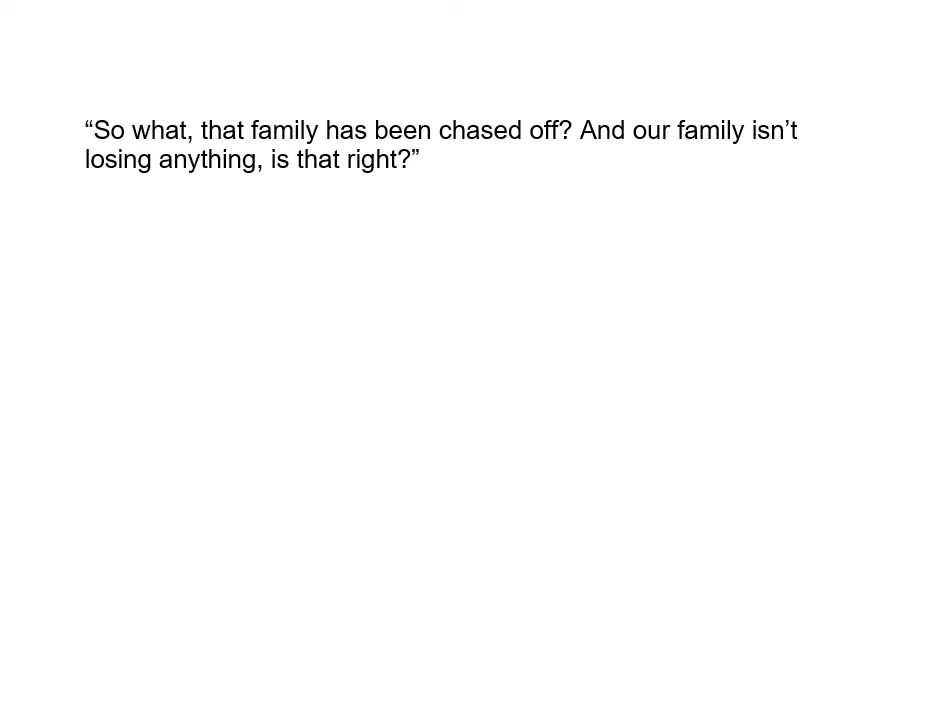 “So what, that family has been chased off? And our family isn’t
losing anything, is that right?”